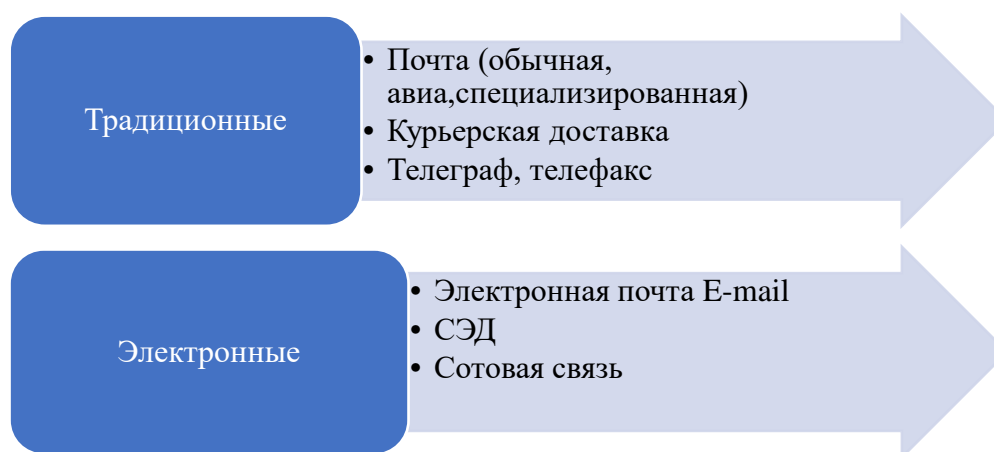 Традиционные
• Почта (обычная,
авиа,специализированная)
• Курьерская доставка
• Телеграф, телефакс
Электронные
• Электронная почта E-mail
• СЭД
• Сотовая связь